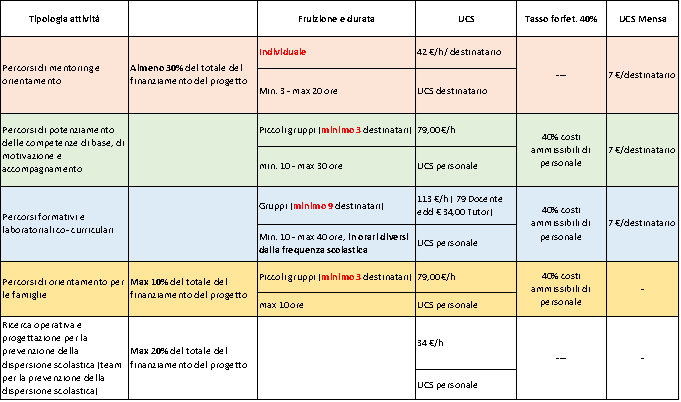 Tipologia attività
Fruizione e durata
UCS
Tasso forfet. 40%
UCS Mensa
Percorsi di mentoring e
orientamento
Almeno 30% del totale del
finanziamento del progetto
Individuale
42 €/h/ destinatario
Min. 3 - max 20 ore
UCS destinatario
---
7 €/destinatario
Percorsi di potenziamento
delle competenze di base, di
motivazione e
accompagnamento
Piccoli gruppi (minimo 3 destinatari)
79,00€/h
min. 10 - max 30 ore
UCS personale
40% costi
ammissibili di
personale
7 €/destinatario
Percorsi formativi e
laboratoriali co- curriculari
Gruppi (minimo 9 destinatari)
113 €/h ( 79 Docente
edd € 34,00 Tutor)
Min. 10 - max 40 ore, in orari diversi
dalla frequenza scolastica
UCS personale
40% costi
ammissibili di
personale
7 €/destinatario
Percorsi di orientamento per
le famiglie
Max 10% del totale del
finanziamento del progetto
Piccoli gruppi (minimo 3 destinatari)
79,00€/h
max 10 ore
UCS personale
40% costi
ammissibili di
personale
-
Ricerca operativa e
progettazione per la
prevenzione della
dispersione scolastica (team
per la prevenzione della
dispersione scolastica)
Max 20% del totale del
finanziamento del progetto
34 €/h
UCS personale
---
-